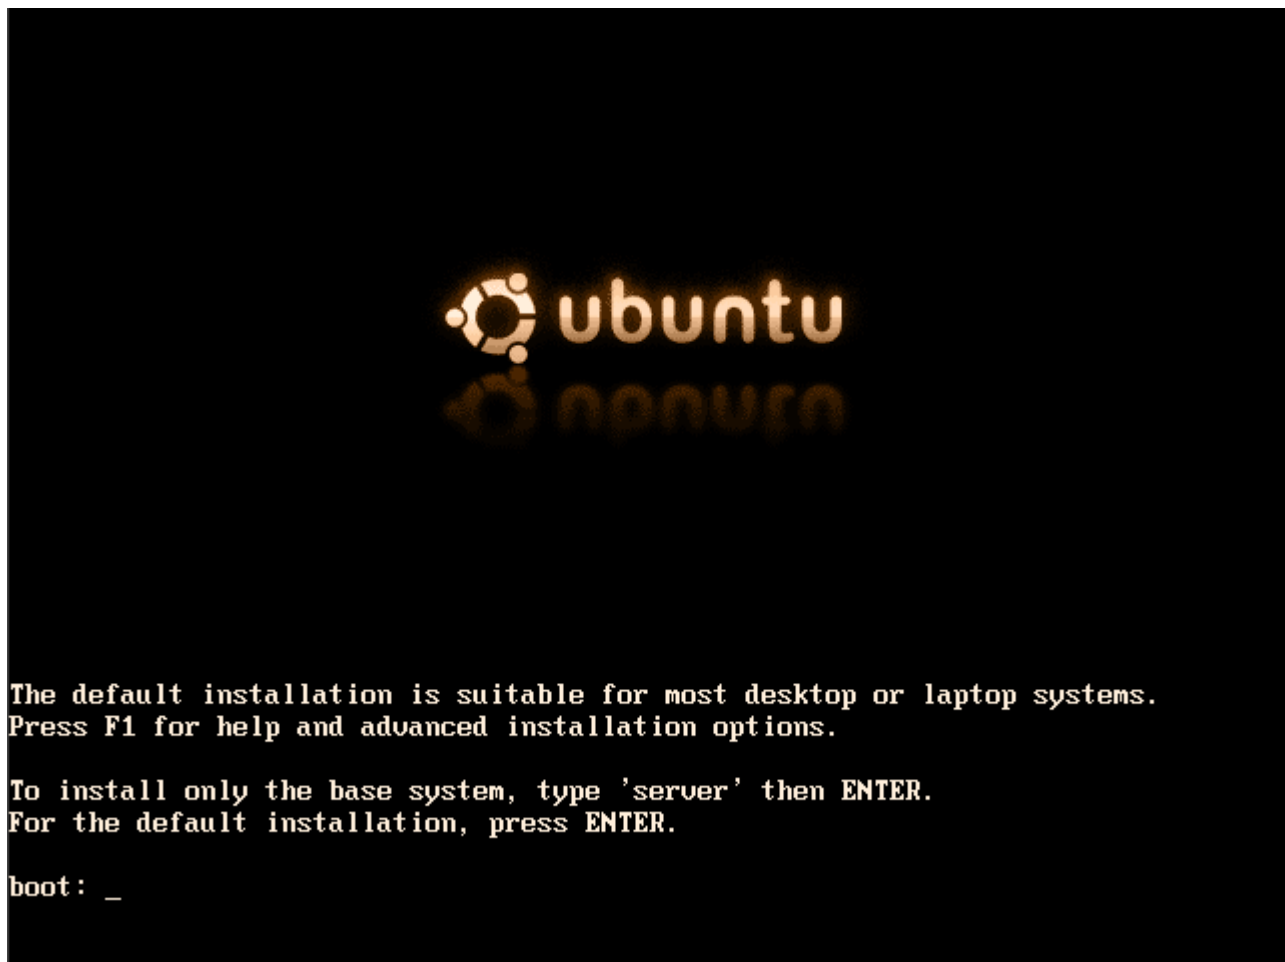 ubuntu
The default installation is suitable for most desktop or laptop systems.
Press F1 for help and advanced installation options.
To install only the base system, type 'server' then ENTER.
For the default installation, press ENTER.
boot: _